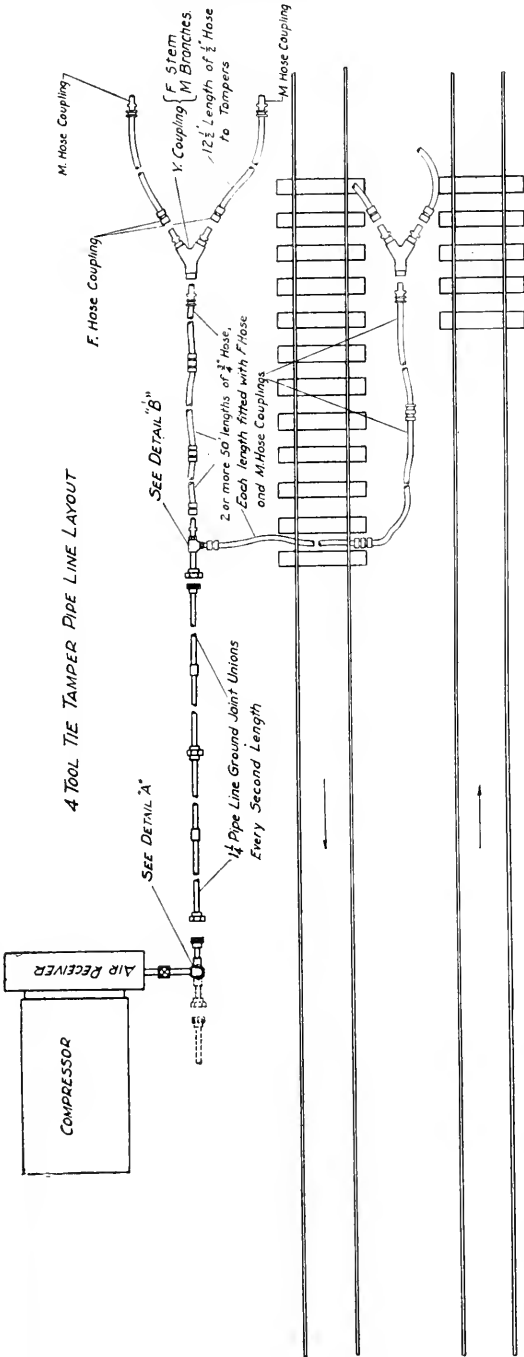 4 TOOL TIE TAMPER PIPE LINE LAYOUT
COMPRESSOR
AIR RECEIVER
SEE DETAIL "A"
1¼" Pipe Line Ground Joint Unions
Every Second Length
SEE DETAIL "B"
2 or more 50' lengths of ¾" Hose,
Each length fitted with F. Hose
and M. Hose Couplings
F. Hose Coupling
M. Hose Coupling
Y. Coupling { F Stem
M Branches.
12½' Length of ½" Hose
to Tampers
M Hose Coupling